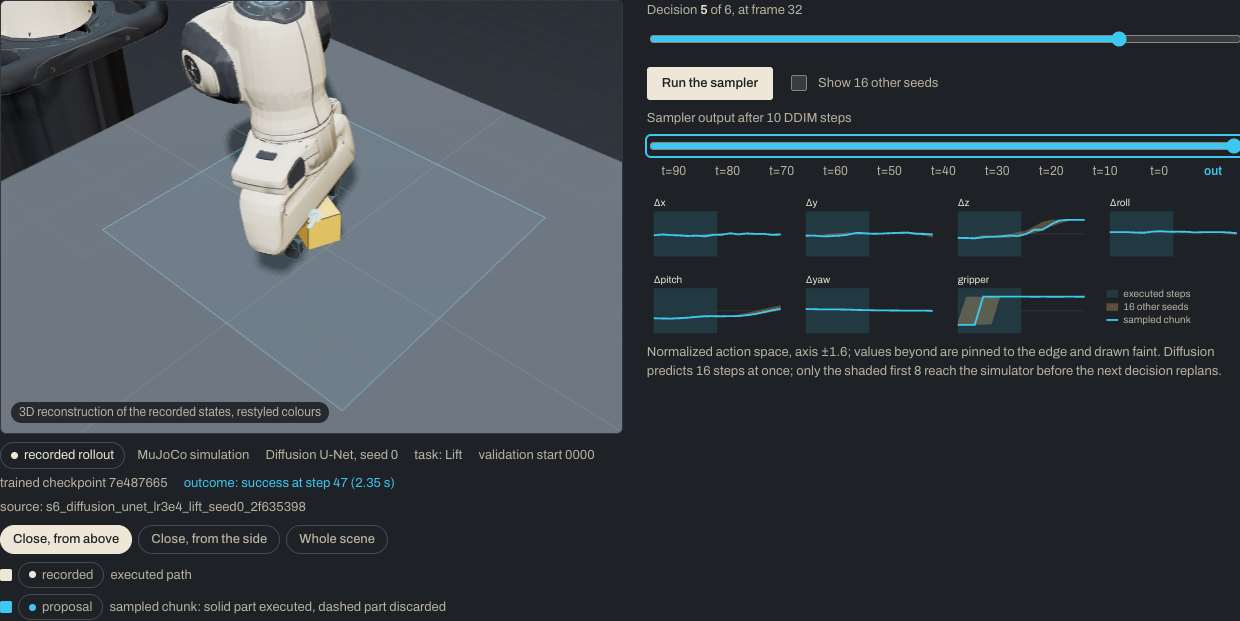 Decision 5 of 6, at frame 32
Run the sampler
Show 16 other seeds
Sampler output after 10 DDIM steps
t=90 t=80 t=70 t=60 t=50 t=40 t=30 t=20 t=10 t=0 out
Δx Δy Δz Δroll
Δpitch Δyaw gripper
executed steps
16 other seeds
sampled chunk
Normalized action space, axis ±1.6; values beyond are pinned to the edge and drawn faint. Diffusion
predicts 16 steps at once; only the shaded first 8 reach the simulator before the next decision replans.
3D reconstruction of the recorded states, restyled colours
recorded rollout MuJoCo simulation Diffusion U-Net, seed 0 task: Lift validation start 0000
trained checkpoint 7e487665 outcome: success at step 47 (2.35 s)
source: s6_diffusion_unet_lr3e4_lift_seed0_2f635398
Close, from above Close, from the side Whole scene
recorded executed path
proposal sampled chunk: solid part executed, dashed part discarded